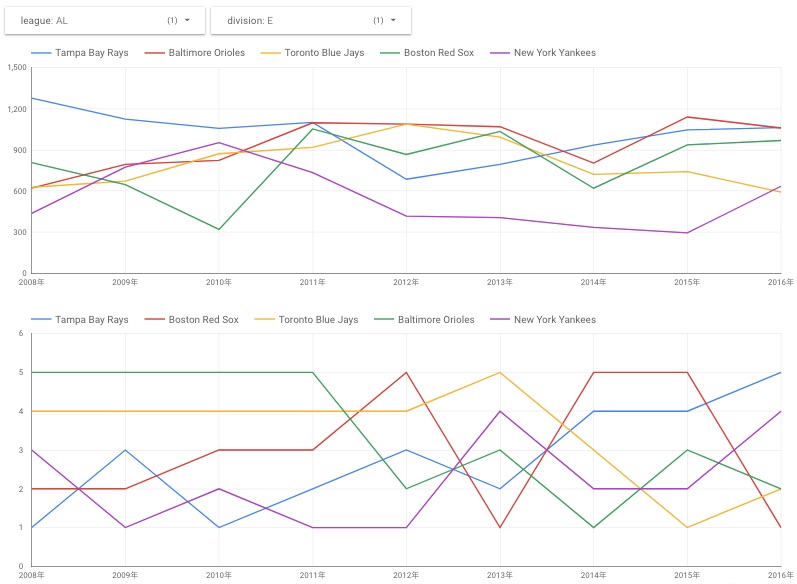 league: AL (1) division: E (1)
Tampa Bay Rays Baltimore Orioles Toronto Blue Jays Boston Red Sox New York Yankees
1,500
1,200
900
600
300
0
2008年 2009年 2010年 2011年 2012年 2013年 2014年 2015年 2016年
Tampa Bay Rays Boston Red Sox Toronto Blue Jays Baltimore Orioles New York Yankees
6
5
4
3
2
1
0
2008年 2009年 2010年 2011年 2012年 2013年 2014年 2015年 2016年